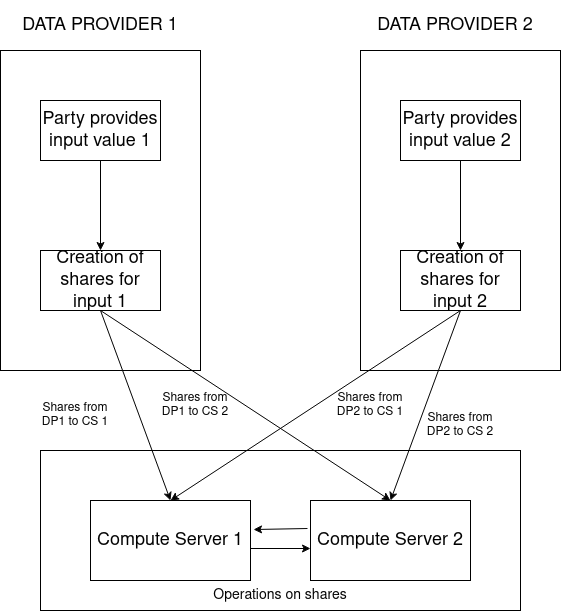 DATA PROVIDER 1
DATA PROVIDER 2
Party provides
input value 1
Party provides
input value 2
Creation of
shares for
input 1
Creation of
shares for
input 2
Shares from
DP1 to CS 1
Shares from
DP1 to CS 2
Shares from
DP2 to CS 1
Shares from
DP2 to CS 2
Compute Server 1
Compute Server 2
Operations on shares